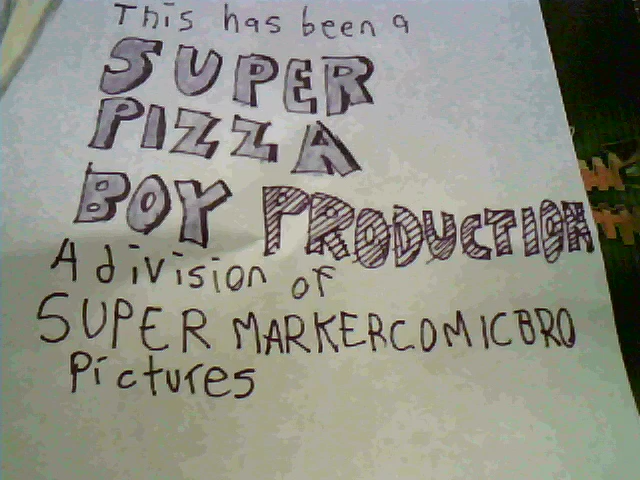 This has been a
SUPER
PIZZA
BOY PRODUCTION
A division of
SUPER MARKERCOMICBRO
Pictures